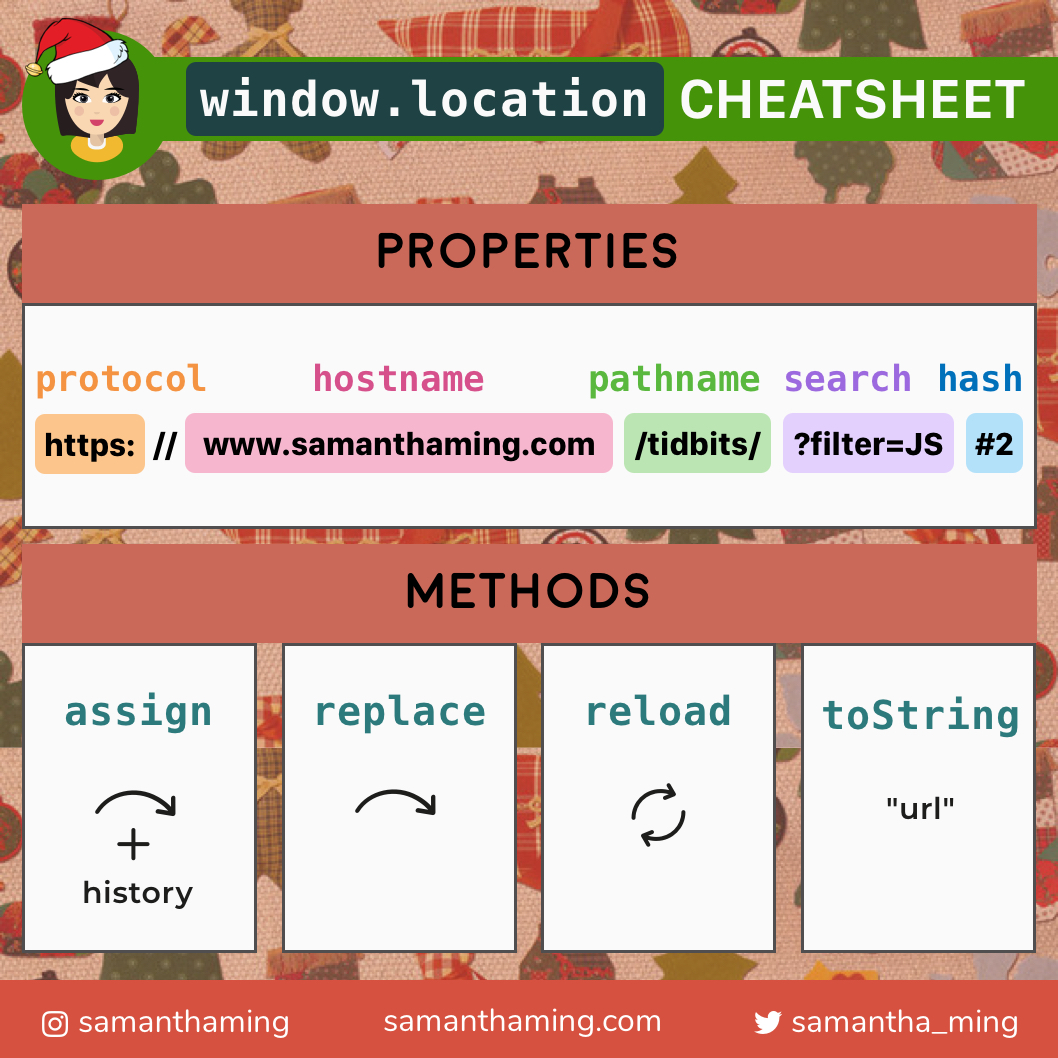 window.location CHEATSHEET
PROPERTIES
protocol hostname pathname search hash
https: // www.samanthaming.com /tidbits/ ?filter=JS #2
METHODS
assign replace reload toString
+
history
"url"
samanthaming samanthaming.com samantha_ming